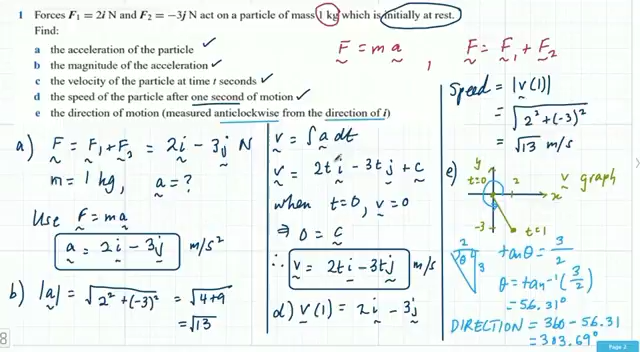 1 Forces F₁ = 2i N and F₂ = −3j N act on a particle of mass 1 kg which is initially at rest.
Find:
a the acceleration of the particle ✓
b the magnitude of the acceleration ✓
c the velocity of the particle at time t seconds ✓
d the speed of the particle after one second of motion ✓
e the direction of motion (measured anticlockwise from the direction of i)
F = m a , F = F₁ + F₂
a) F = F₁ + F₂ = 2i − 3j N
m = 1 kg, a = ?
Use F = m a
a = 2i − 3j m/s²
b) |a| = √(2² + (−3)²) = √(4+9)
= √13
v = ∫ a dt
v = 2t i − 3t j + c
when t=0, v = 0
⇒ 0 = c
∴ v = 2t i − 3t j m/s
d) v(1) = 2i − 3j
Speed = |v(1)|
= √(2² + (−3)²)
= √13 m/s
e) y
t=0
2
x
v graph
−3
t=1
2
θ
3
tan θ = 3/2
θ = tan⁻¹(3/2)
= 56.31°
DIRECTION = 360 − 56.31
= 303.69°
8
Page 2